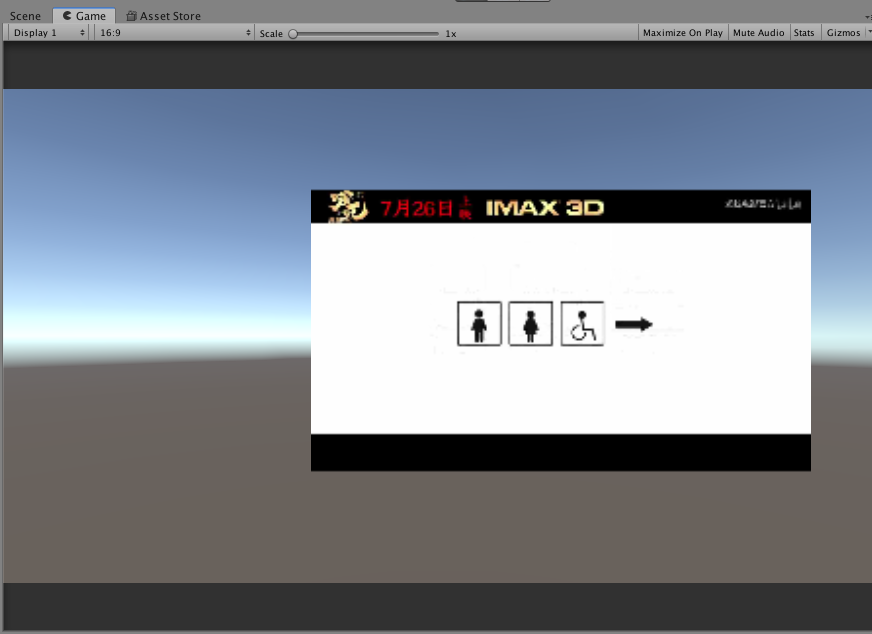 Scene Game Asset Store
Display 1 16:9 Scale 1x Maximize On Play Mute Audio Stats Gizmos
7月26日 上映 IMAX 3D